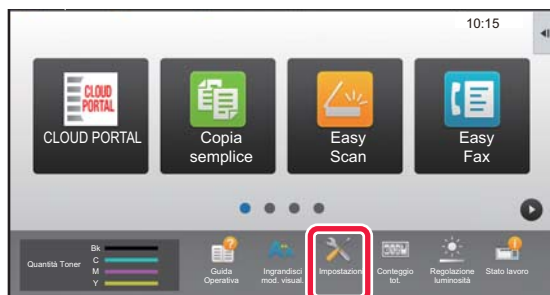 10:15
CLOUD
PORTAL
CLOUD PORTAL
Copia
semplice
Easy
Scan
Easy
Fax
Quantità Toner
Bk
C
M
Y
Guida
Operativa
Ingrandisci
mod. visual.
Impostazioni
Conteggio
tot.
Regolazione
luminosità
Stato lavoro